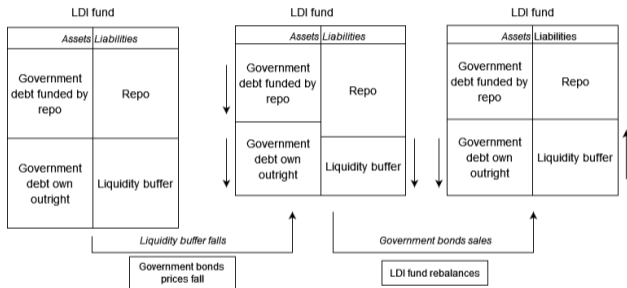 LDI fund
Assets Liabilities
Government
debt funded by
repo
Repo
Government
debt own
outright
Liquidity buffer
LDI fund
Assets Liabilities
Government
debt funded by
repo
Repo
Government
debt own
outright
Liquidity buffer
LDI fund
Assets Liabilities
Government
debt funded by
repo
Repo
Government
debt own
outright
Liquidity buffer
Liquidity buffer falls
Government bonds
prices fall
Government bonds sales
LDI fund rebalances